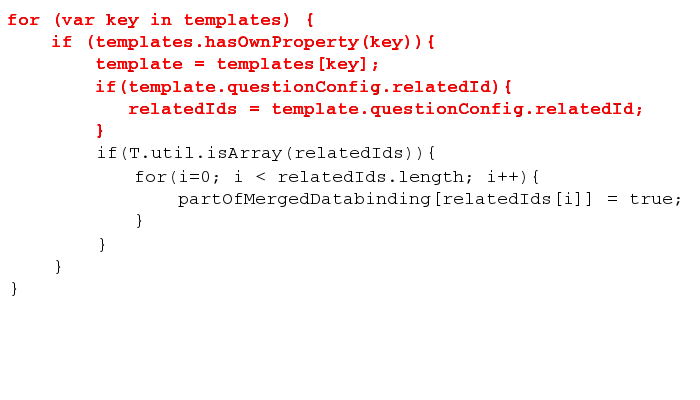 for (var key in templates) {
if (templates.hasOwnProperty(key)){
template = templates[key];
if(template.questionConfig.relatedId){
relatedIds = template.questionConfig.relatedId;
}
if(T.util.isArray(relatedIds)){
for(i=0; i < relatedIds.length; i++){
partOfMergedDatabinding[relatedIds[i]] = true;
}
}
}
}